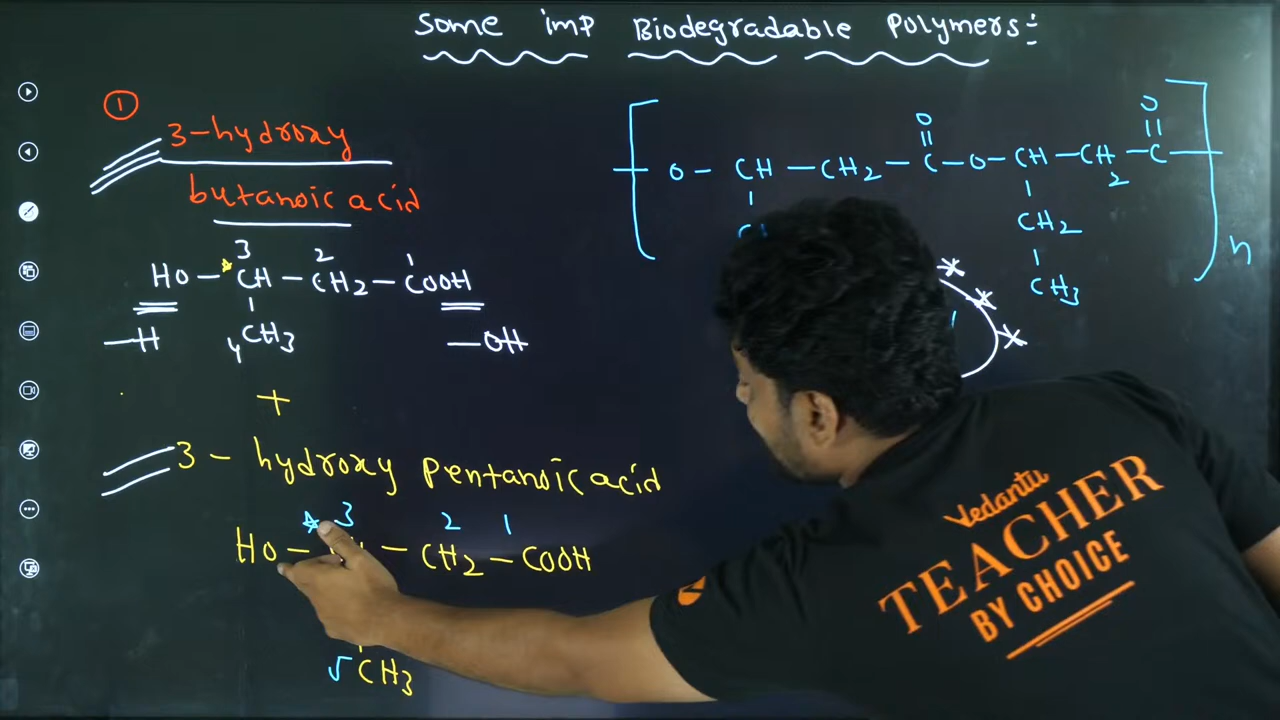 Some imp Biodegradable Polymers:
①
3-hydroxy
butanoic acid
3 2 1
HO - CH - CH2 - COOH
4 CH3
-H -OH
+
3 - hydroxy pentanoic acid
3 2 1
HO - - CH2 - COOH
5 CH3
O O
O - CH - CH2 - C - O - CH - CH2 - C
CH2
CH3
n
Vedantu
TEACHER
BY CHOICE